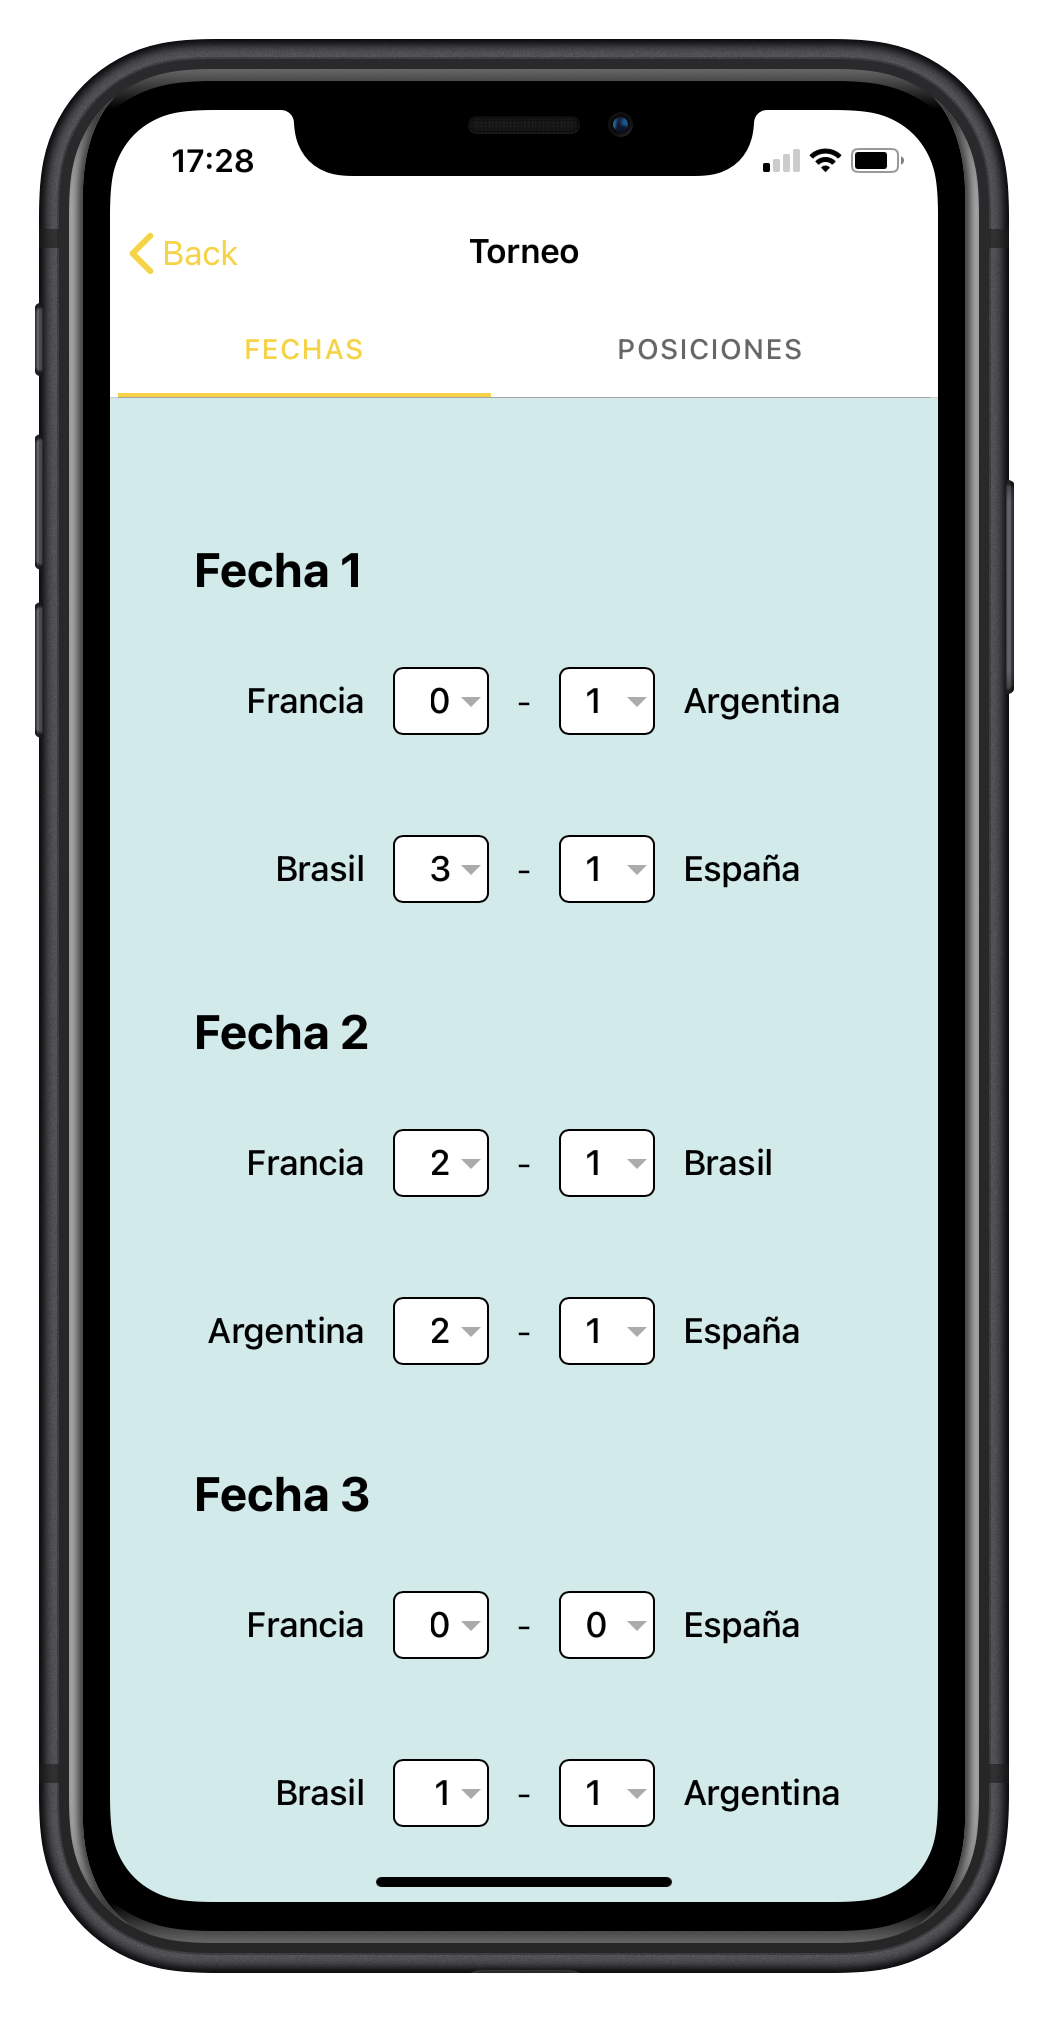 17:28
Back
Torneo
FECHAS
POSICIONES
Fecha 1
Francia 0 - 1 Argentina
Brasil 3 - 1 España
Fecha 2
Francia 2 - 1 Brasil
Argentina 2 - 1 España
Fecha 3
Francia 0 - 0 España
Brasil 1 - 1 Argentina